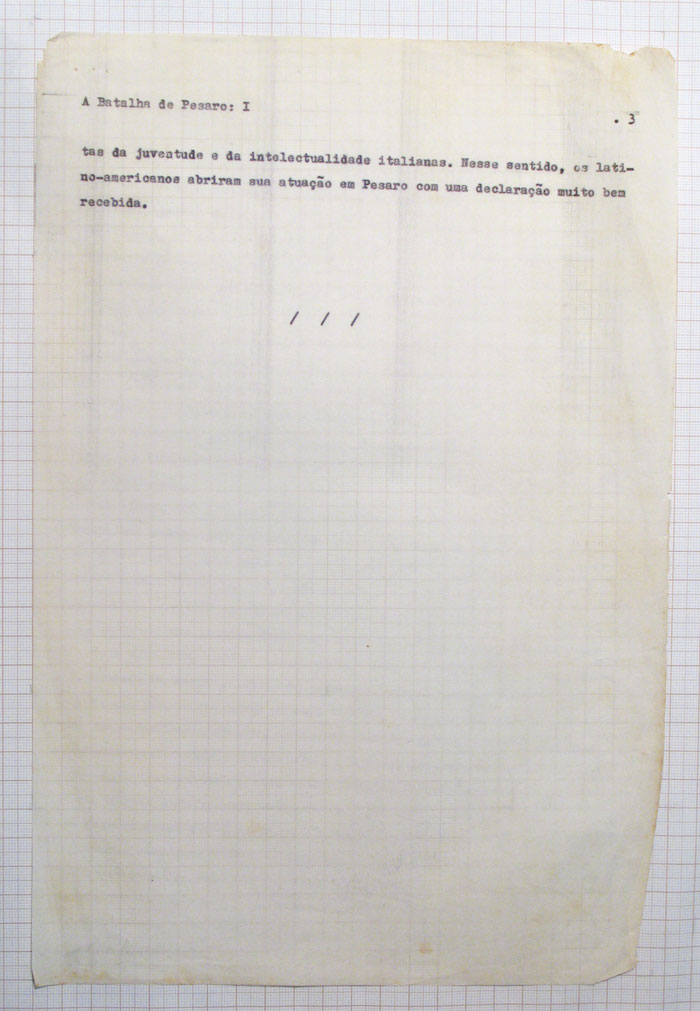 A Batalha de Pesaro: I
. 3
tas da juventude e da intelectualidade italianas. Nesse sentido, os lati-
no-americanos abriram sua atuação em Pesaro com uma declaração muito bem
recebida.
/ / /